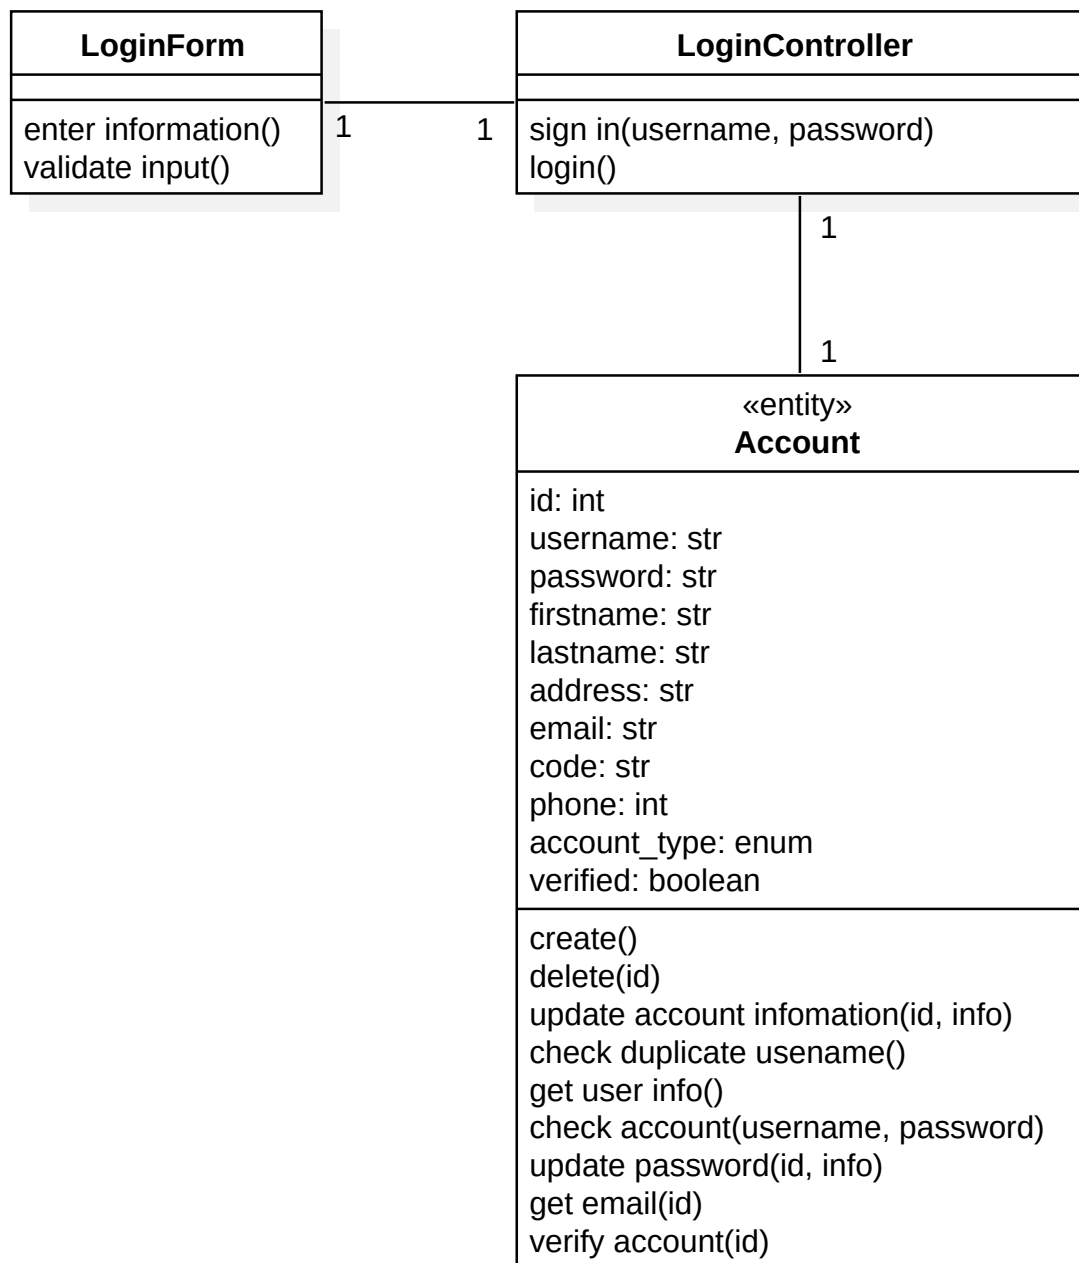 LoginForm
enter information()
validate input()
1
1
LoginController
sign in(username, password)
login()
1
1
«entity»
Account
id: int
username: str
password: str
firstname: str
lastname: str
address: str
email: str
code: str
phone: int
account_type: enum
verified: boolean
create()
delete(id)
update account infomation(id, info)
check duplicate usename()
get user info()
check account(username, password)
update password(id, info)
get email(id)
verify account(id)